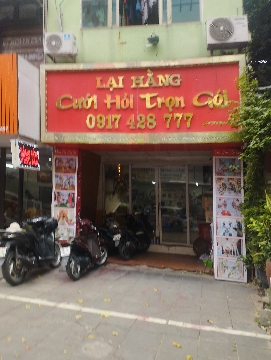 LẠI HẰNG
Cưới Hỏi Trọn Gói
0917 428 777